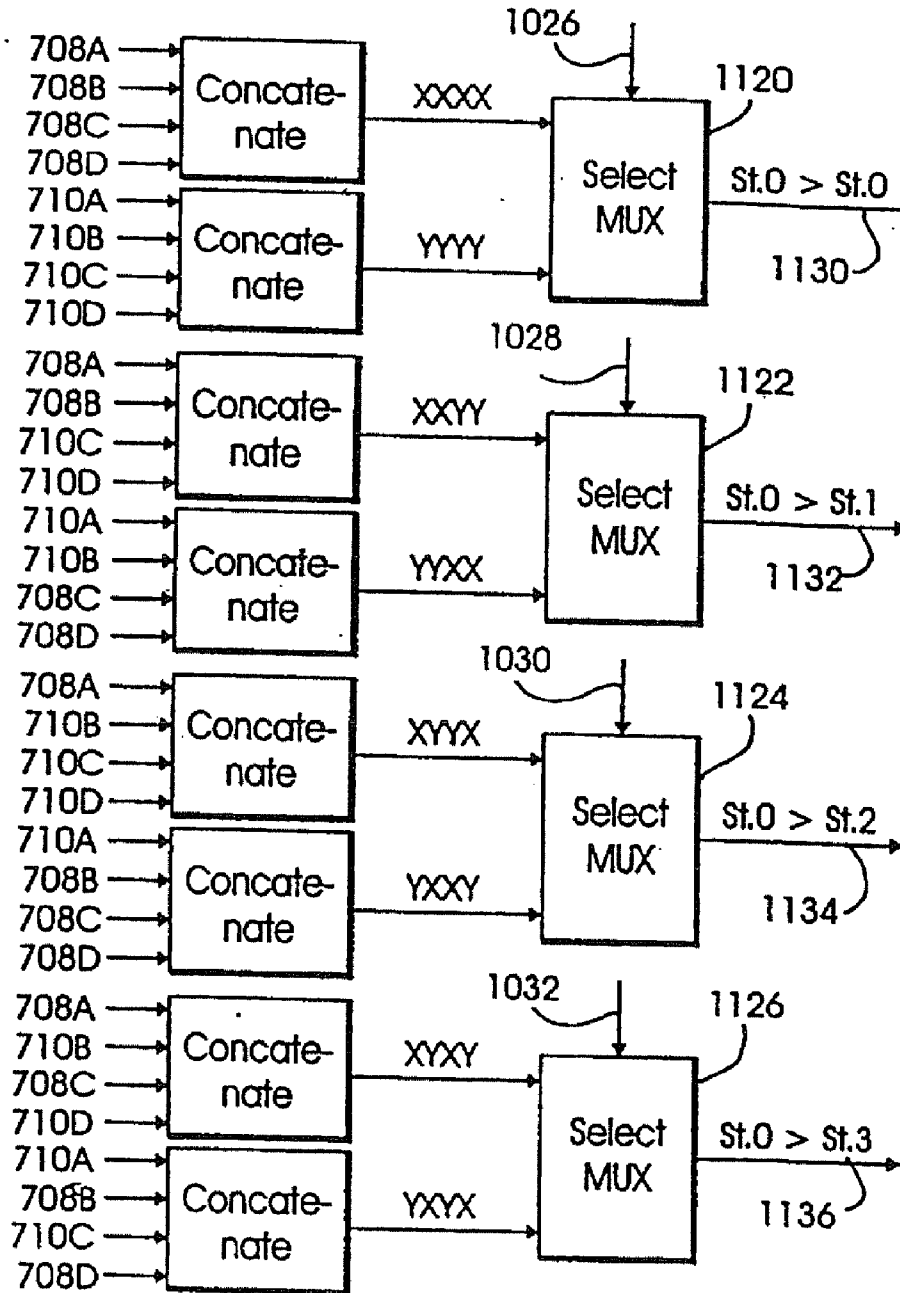 708A
708B
708C
708D
Concate-
nate
XXXX
710A
710B
710C
710D
Concate-
nate
YYYY
1026
Select
MUX
1120
St.0 > St.0
1130
708A
708B
710C
710D
Concate-
nate
XXYY
710A
710B
708C
708D
Concate-
nate
YYXX
1028
Select
MUX
1122
St.0 > St.1
1132
708A
710B
710C
710D
Concate-
nate
XYYX
710A
708B
708C
708D
Concate-
nate
YXXY
1030
Select
MUX
1124
St.0 > St.2
1134
708A
710B
708C
710D
Concate-
nate
XYXY
710A
708B
710C
708D
Concate-
nate
YXYX
1032
Select
MUX
1126
St.0 > St.3
1136